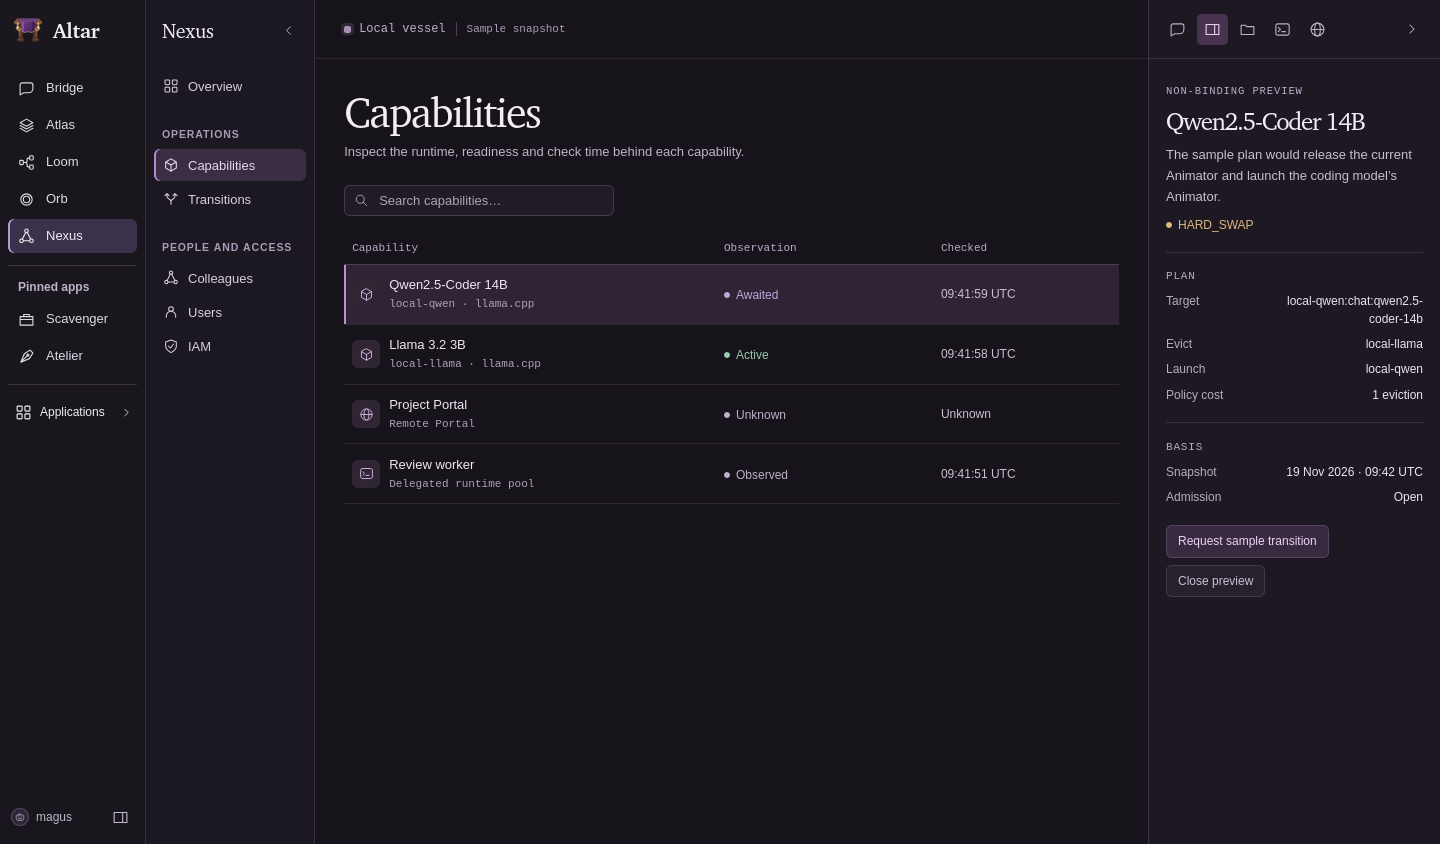 Altar
Bridge
Atlas
Loom
Orb
Nexus
Pinned apps
Scavenger
Atelier
Applications
magus
Nexus
Overview
OPERATIONS
Capabilities
Transitions
PEOPLE AND ACCESS
Colleagues
Users
IAM
Local vessel
Sample snapshot
Capabilities
Inspect the runtime, readiness and check time behind each capability.
Search capabilities…
Capability Observation Checked
Qwen2.5-Coder 14B
local-qwen · llama.cpp
Awaited
09:41:59 UTC
Llama 3.2 3B
local-llama · llama.cpp
Active
09:41:58 UTC
Project Portal
Remote Portal
Unknown
Unknown
Review worker
Delegated runtime pool
Observed
09:41:51 UTC
NON-BINDING PREVIEW
Qwen2.5-Coder 14B
The sample plan would release the current
Animator and launch the coding model's
Animator.
HARD_SWAP
PLAN
Target local-qwen:chat:qwen2.5-
coder-14b
Evict local-llama
Launch local-qwen
Policy cost 1 eviction
BASIS
Snapshot 19 Nov 2026 · 09:42 UTC
Admission Open
Request sample transition
Close preview